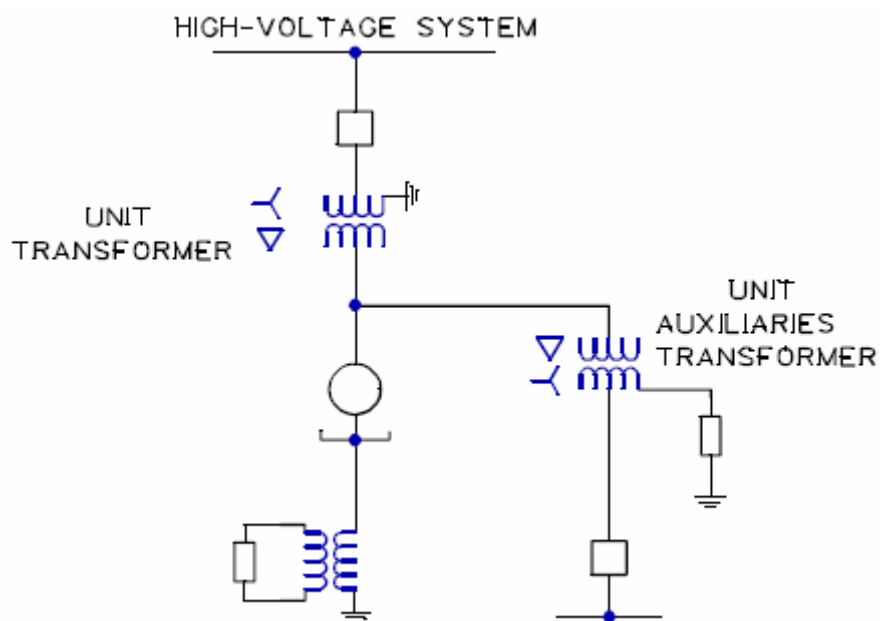 HIGH-VOLTAGE SYSTEM
UNIT
TRANSFORMER
UNIT
AUXILIARIES
TRANSFORMER